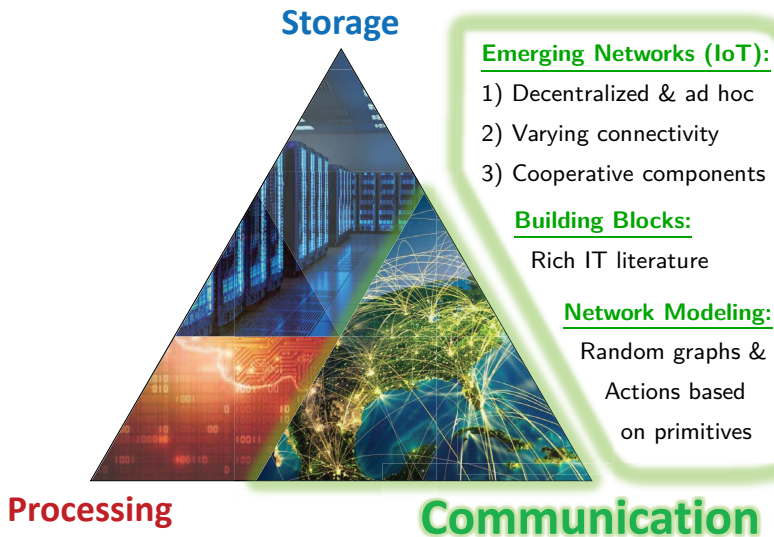 Storage
Emerging Networks (IoT):
1) Decentralized & ad hoc
2) Varying connectivity
3) Cooperative components
Building Blocks:
Rich IT literature
Network Modeling:
Random graphs &
Actions based
on primitives
Processing
Communication